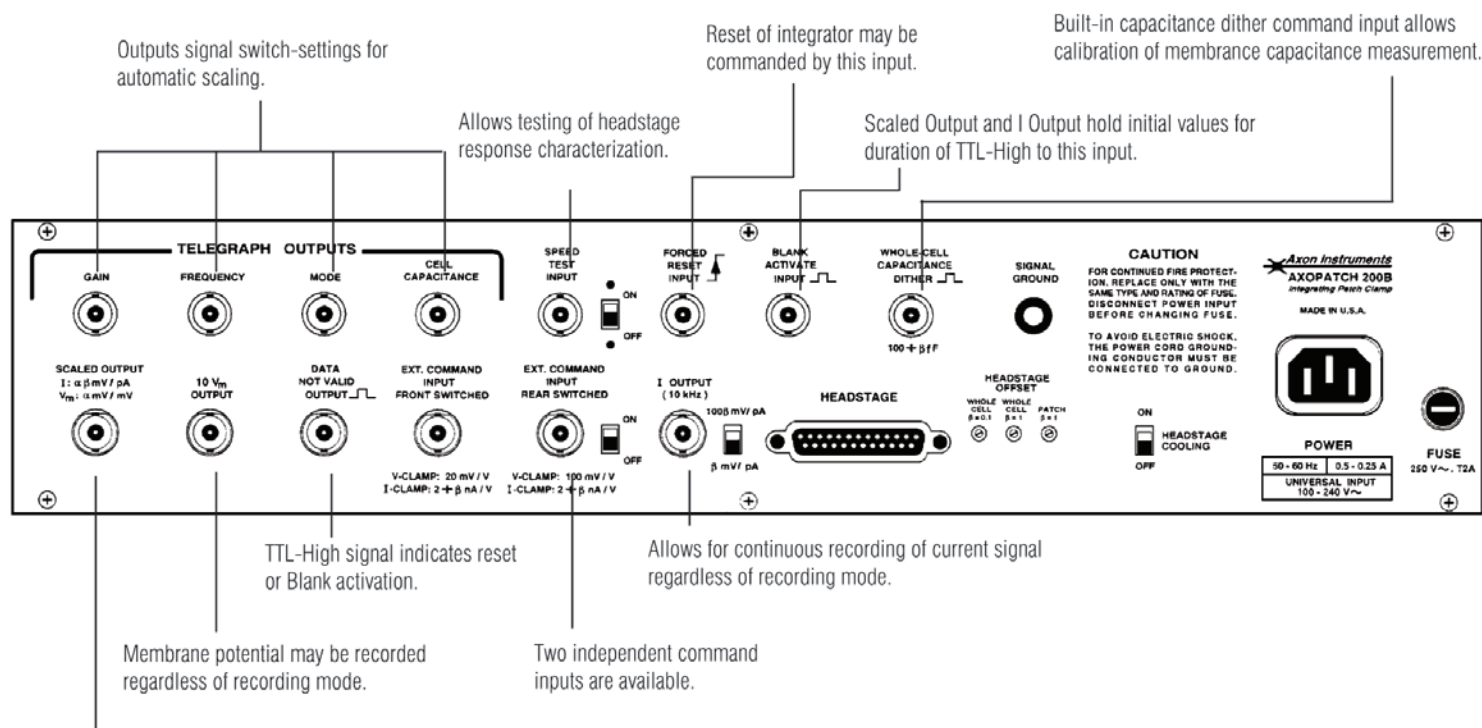 Outputs signal switch-settings for
automatic scaling.
Allows testing of headstage
response characterization.
Reset of integrator may be
commanded by this input.
Scaled Output and I Output hold initial values for
duration of TTL-High to this input.
Built-in capacitance dither command input allows
calibration of membrance capacitance measurement.
TELEGRAPH OUTPUTS
GAIN
FREQUENCY
MODE
CELL
CAPACITANCE
SPEED
TEST
INPUT
ON
OFF
FORCED
RESET
INPUT
BLANK
ACTIVATE
INPUT
WHOLE-CELL
CAPACITANCE
DITHER
100 ÷ βfF
SIGNAL
GROUND
CAUTION
FOR CONTINUED FIRE PROTECT-
ION, REPLACE ONLY WITH THE
SAME TYPE AND RATING OF FUSE.
DISCONNECT POWER INPUT
BEFORE CHANGING FUSE.
TO AVOID ELECTRIC SHOCK,
THE POWER CORD GROUND-
ING CONDUCTOR MUST BE
CONNECTED TO GROUND.
Axon Instruments
AXOPATCH 200B
Integrating Patch Clamp
MADE IN U.S.A.
SCALED OUTPUT
I: αβmV/pA
Vm: αmV/mV
10 Vm
OUTPUT
DATA
NOT VALID
OUTPUT
EXT. COMMAND
INPUT
FRONT SWITCHED
V-CLAMP: 20 mV/V
I-CLAMP: 2 ÷ β nA/V
EXT. COMMAND
INPUT
REAR SWITCHED
ON
OFF
V-CLAMP: 100 mV/V
I-CLAMP: 2 ÷ β nA/V
I OUTPUT
(10 kHz)
100β mV/pA
β mV/pA
HEADSTAGE
HEADSTAGE
OFFSET
WHOLE
CELL
β=0.1
WHOLE
CELL
β=1
PATCH
β=1
ON
HEADSTAGE
COOLING
OFF
POWER
50-60 Hz
0.5-0.25 A
UNIVERSAL INPUT
100-240 V~
FUSE
250 V~. T2A
TTL-High signal indicates reset
or Blank activation.
Allows for continuous recording of current signal
regardless of recording mode.
Membrane potential may be recorded
regardless of recording mode.
Two independent command
inputs are available.